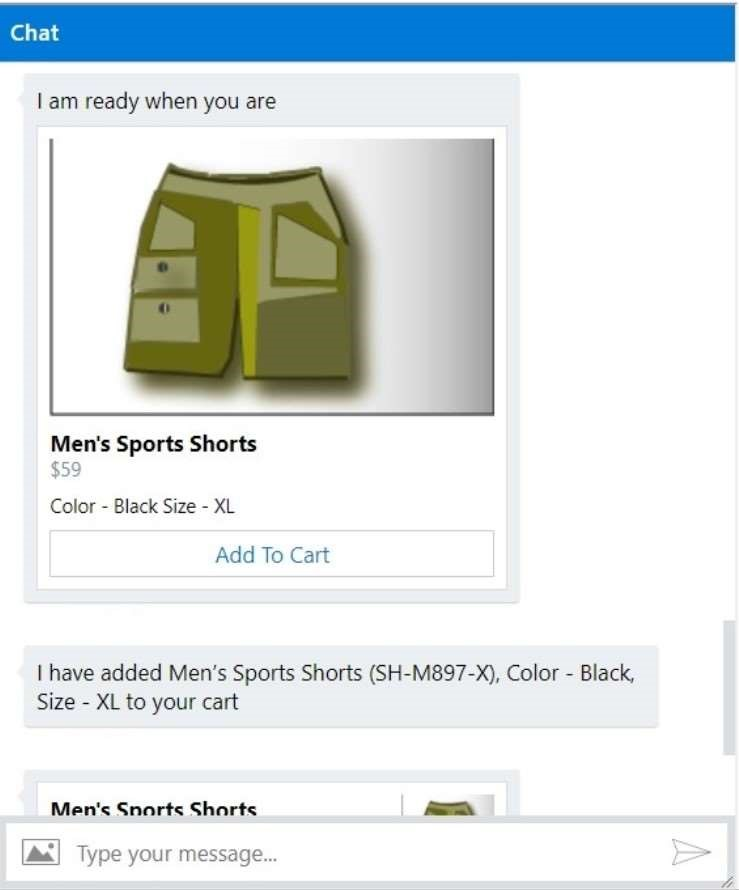 Chat
I am ready when you are
Men's Sports Shorts
$59
Color - Black Size - XL
Add To Cart
I have added Men’s Sports Shorts (SH-M897-X), Color - Black,
Size - XL to your cart
Men's Sports Shorts
Type your message...